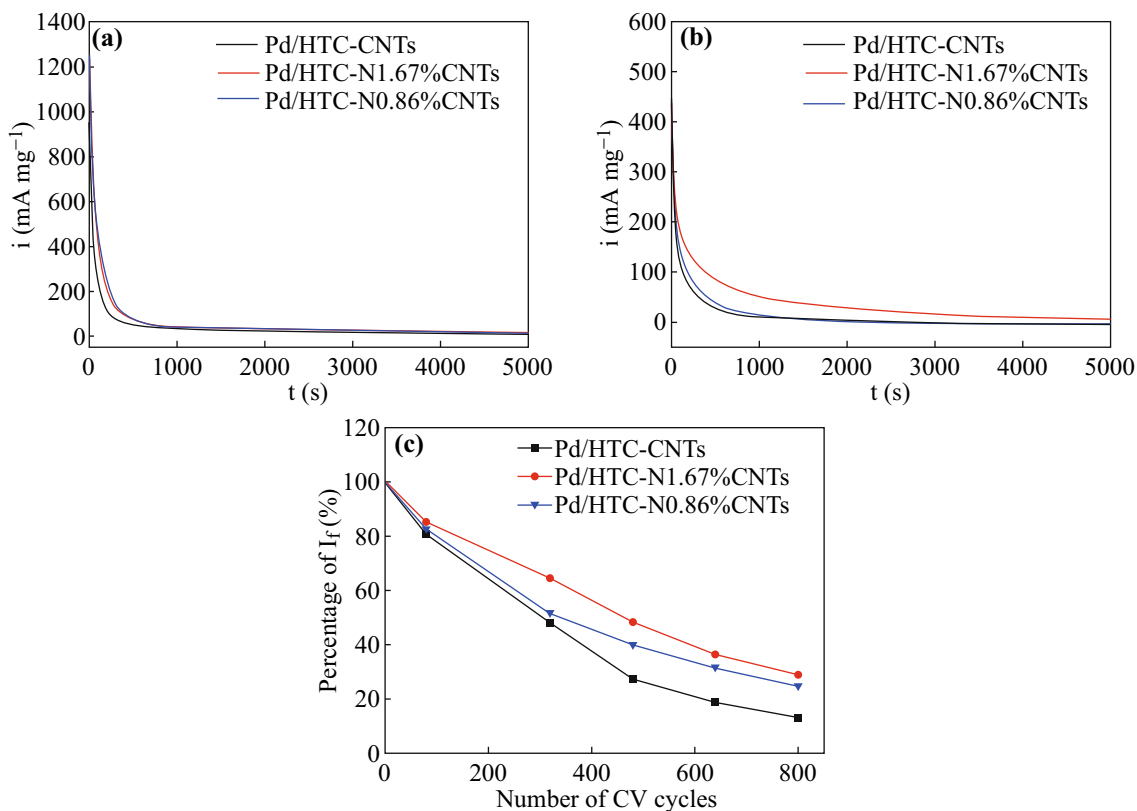 (a)
Pd/HTC-CNTs
Pd/HTC-N1.67%CNTs
Pd/HTC-N0.86%CNTs
1400
1200
1000
800
600
400
200
0
i (mA mg⁻¹)
0 1000 2000 3000 4000 5000
t (s)
(b)
Pd/HTC-CNTs
Pd/HTC-N1.67%CNTs
Pd/HTC-N0.86%CNTs
600
500
400
300
200
100
0
i (mA mg⁻¹)
0 1000 2000 3000 4000 5000
t (s)
(c)
Pd/HTC-CNTs
Pd/HTC-N1.67%CNTs
Pd/HTC-N0.86%CNTs
120
100
80
60
40
20
0
Percentage of I_f (%)
0 200 400 600 800
Number of CV cycles